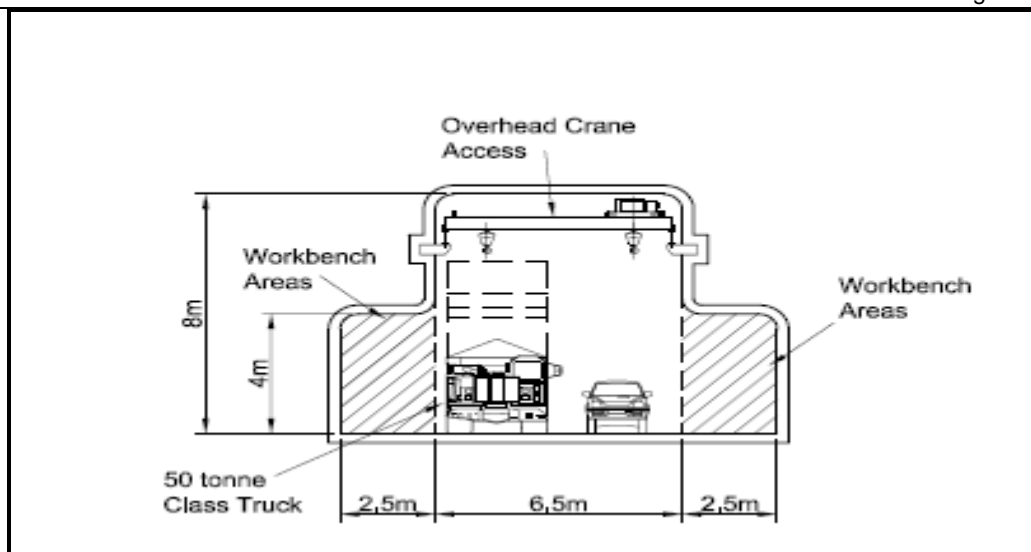 Overhead Crane
Access
Workbench
Areas
Workbench
Areas
8m
4m
50 tonne
Class Truck
2,5m
6,5m
2,5m